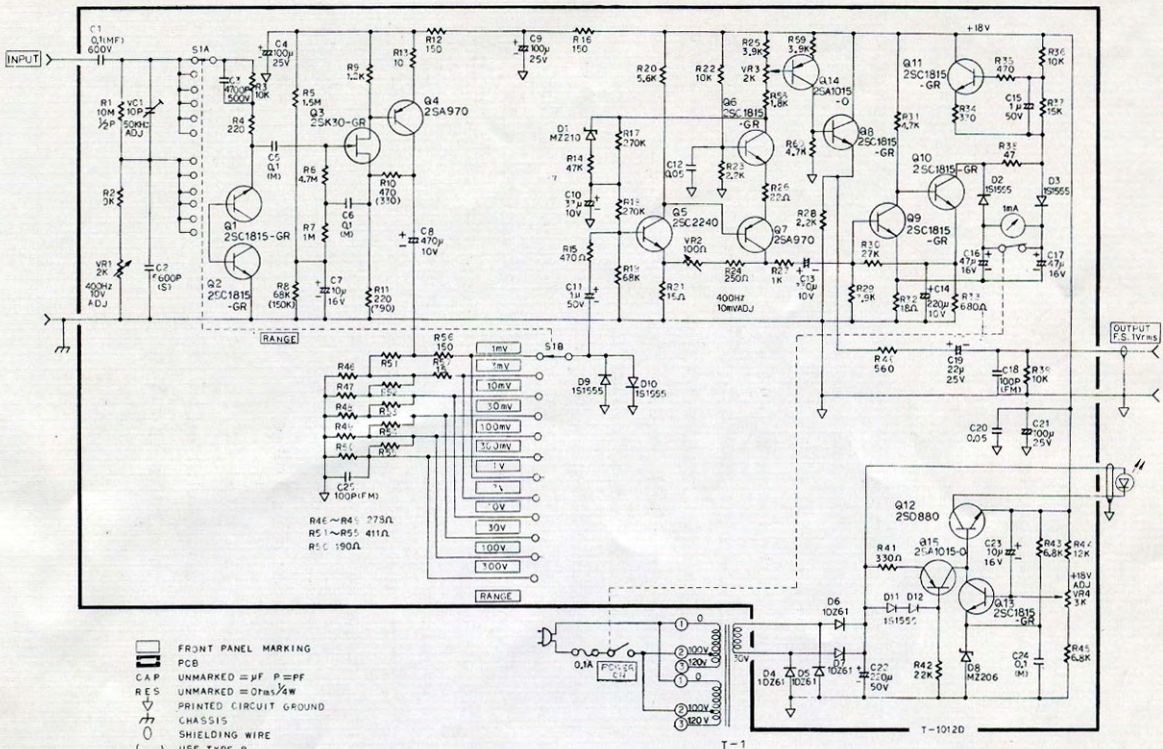 INPUT
C1
0,1(MF)
600V
R1
10M
1/2P
VC1
10P
50KHz
ADJ
S1A
C3
4700P
500V
R3
10K
R4
220
C4
100μ
25V
R5
1.5M
R9
1.2K
R12
150
R13
10
Q4
2SA970
Q3
2SK30-GR
C5
0,1
(M)
R6
4.7M
R10
470
(330)
R2
VR1
2K
400Hz
10V
ADJ
C2
(S)
Q1
2SC1815-GR
Q2
2SC1815
-GR
R7
1M
C6
0,1
(M)
C7
10μ
16V
R8
68K
(150K)
R11
220
(390)
C8
470μ
10V
C9
100μ
25V
R16
150
D1
MZ210
R14
47K
R17
270K
C10
33μ
10V
R18
270K
R15
470Ω
C11
1μ
50V
R19
68K
R20
5.6K
R22
10K
C12
0,05
R23
2.2K
Q5
2SC2240
R21
15Ω
VR2
100Ω
R24
250Ω
R25
3.9K
VR3
2K
Q6
2SC1815
-GR
R26
22Ω
Q7
2SA970
R27
1K
C13
10V
400Hz
10mVADJ
R59
3.9K
Q14
2SA1015
-O
R60
4.7K
R28
2.2K
Q8
2SC1815
-GR
R29
3.9K
R30
27K
R31
4.7K
Q9
2SC1815
-GR
Q10
2SC1815-GR
R32
18Ω
C14
220μ
10V
680Ω
+18V
Q11
2SC1815
-GR
R35
470
R36
10K
C15
1μ
50V
R34
370
R37
15K
R38
47
D2
1S1555
D3
1S1555
1mA
C16
47μ
16V
C17
47μ
16V
RANGE
R56
150
S1B
R51
R46
R47
C25
100P(FM)
R46~R49 273Ω
R51~R55 411Ω
R50 190Ω
1mV
3mV
10mV
30mV
100mV
300mV
1V
3V
10V
30V
100V
300V
RANGE
D9
1S1555
D10
1S1555
560
C19
22μ
25V
C18
100P
(FM)
R39
10K
C20
0,05
C21
100μ
25V
OUTPUT
F.S. 1Vrms
Q12
2SD880
Q15
2SA1015-O
R41
330Ω
D11
D12
1S1555
C23
10μ
16V
R43
6.8K
R44
12K
Q13
2SC1815
-GR
+18V
ADJ
VR4
3K
R45
6.8K
C24
0,1
(M)
D8
MZ206
R42
22K
C22
220μ
50V
D6
1DZ61
D7
1DZ61
D4
1DZ61
D5
1DZ61
0,1A
POWER
ON
1
0
2
100V
3
120V
1
0
2
100V
3
120V
30V
T-1
T-1012D
FRONT PANEL MARKING
PCB
CAP UNMARKED =μF P=PF
RES UNMARKED =Ohms 1/4W
PRINTED CIRCUIT GROUND
CHASSIS
SHIELDING WIRE